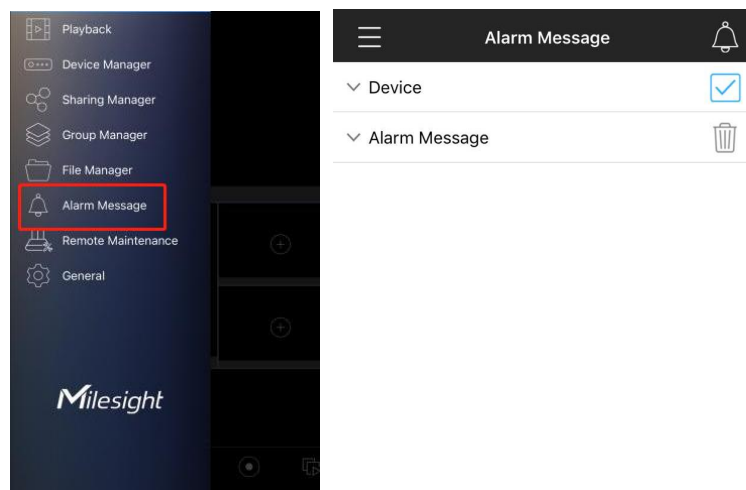 Playback
Device Manager
Sharing Manager
Group Manager
File Manager
Alarm Message
Remote Maintenance
General
Milesight
Alarm Message
Device
Alarm Message